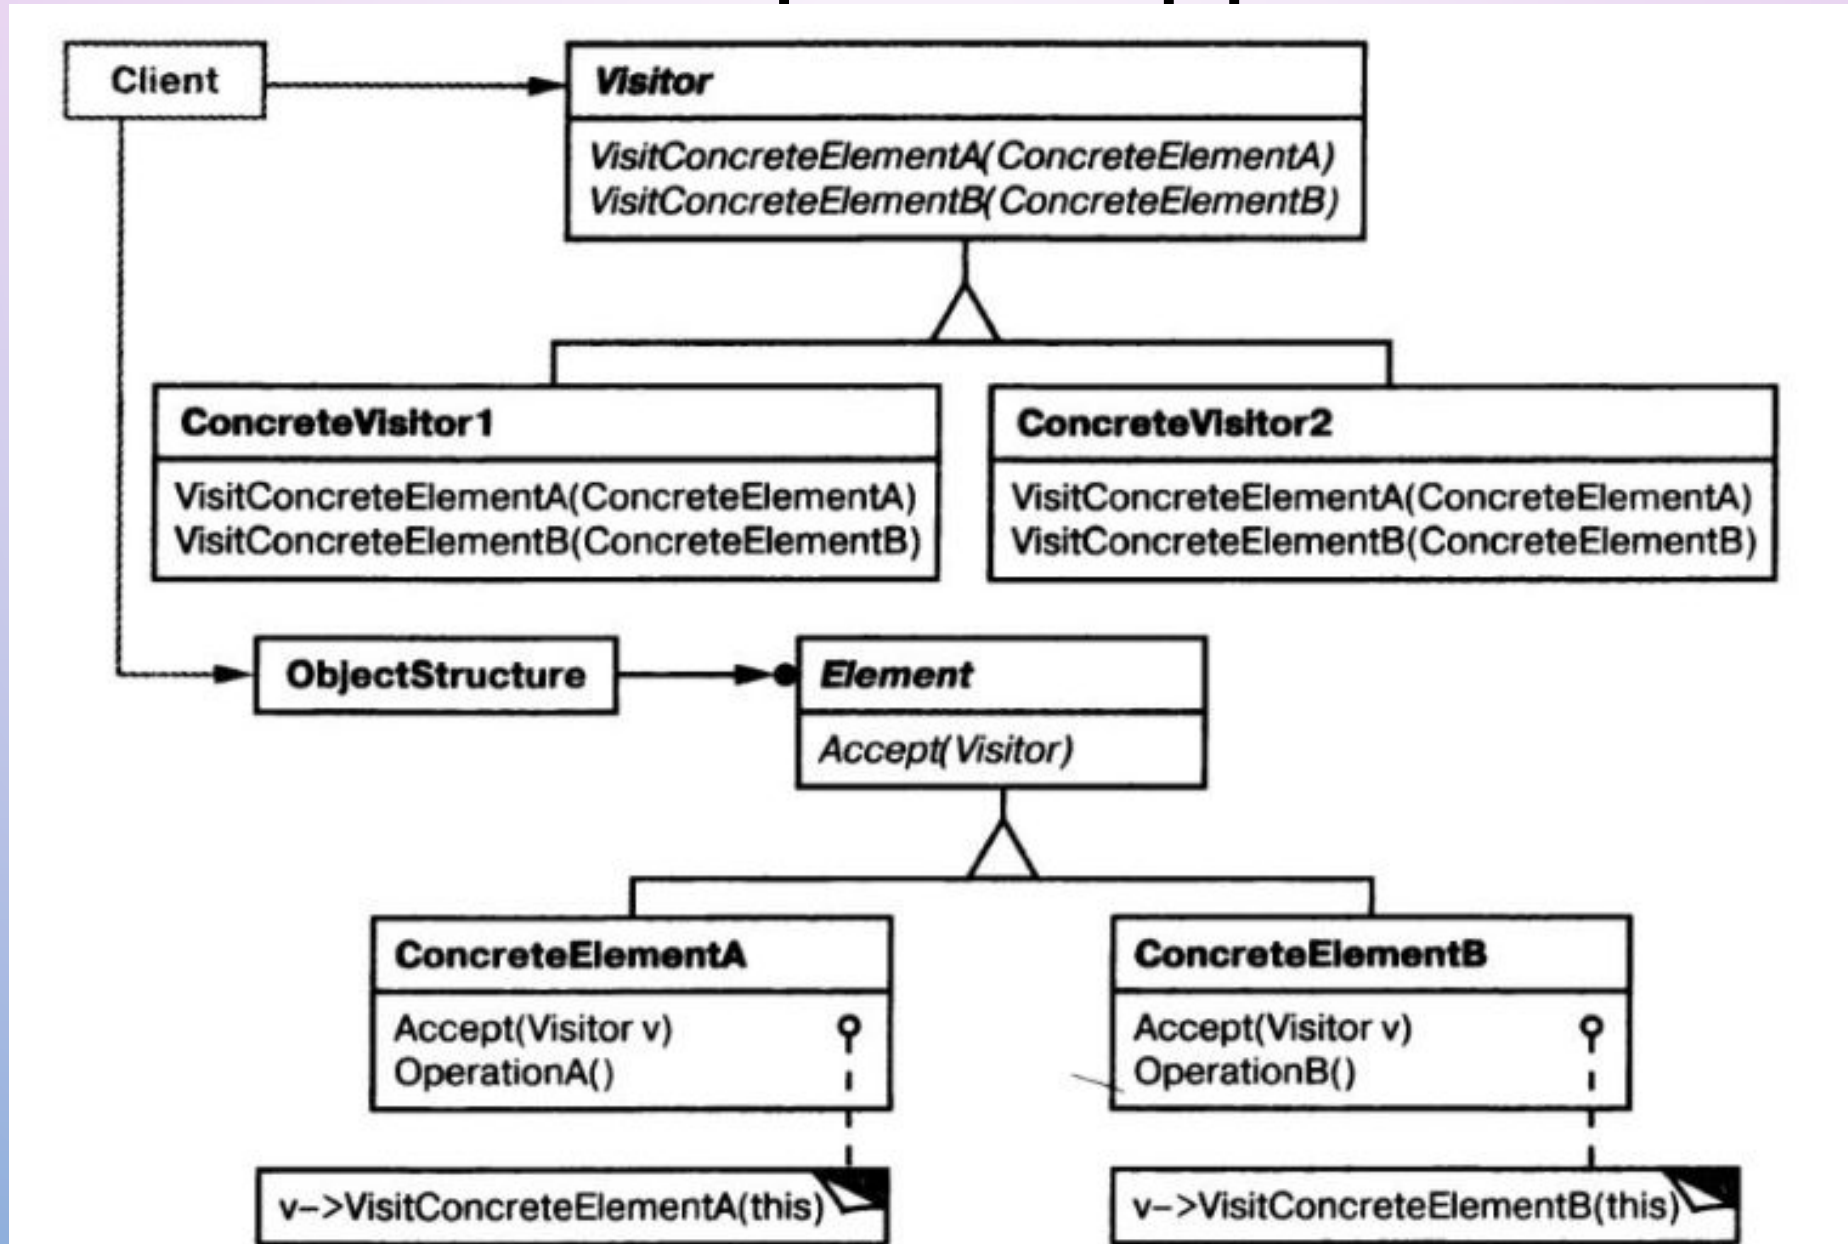 Client
Visitor
VisitConcreteElementA(ConcreteElementA)
VisitConcreteElementB(ConcreteElementB)
ConcreteVisitor1
VisitConcreteElementA(ConcreteElementA)
VisitConcreteElementB(ConcreteElementB)
ConcreteVisitor2
VisitConcreteElementA(ConcreteElementA)
VisitConcreteElementB(ConcreteElementB)
ObjectStructure
Element
Accept(Visitor)
ConcreteElementA
Accept(Visitor v)
OperationA()
ConcreteElementB
Accept(Visitor v)
OperationB()
v->VisitConcreteElementA(this)
v->VisitConcreteElementB(this)